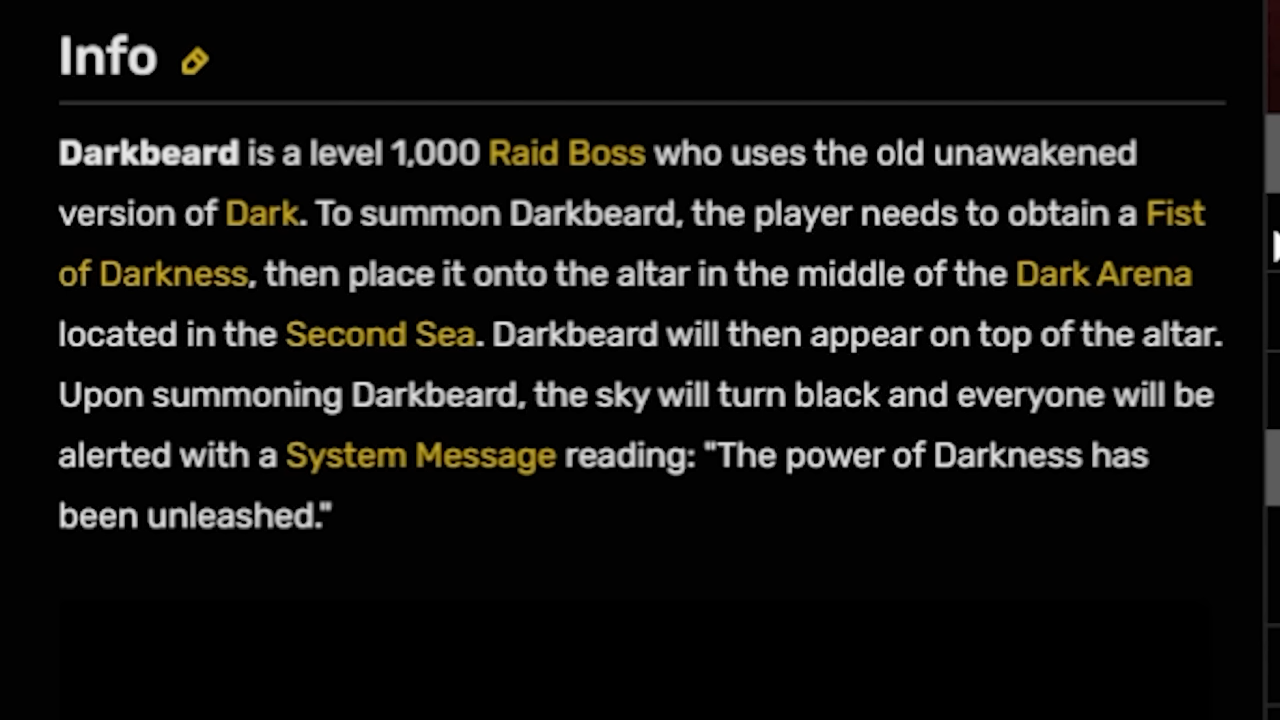 Info
Darkbeard is a level 1,000 Raid Boss who uses the old unawakened
version of Dark. To summon Darkbeard, the player needs to obtain a Fist
of Darkness, then place it onto the altar in the middle of the Dark Arena
located in the Second Sea. Darkbeard will then appear on top of the altar.
Upon summoning Darkbeard, the sky will turn black and everyone will be
alerted with a System Message reading: "The power of Darkness has
been unleashed."